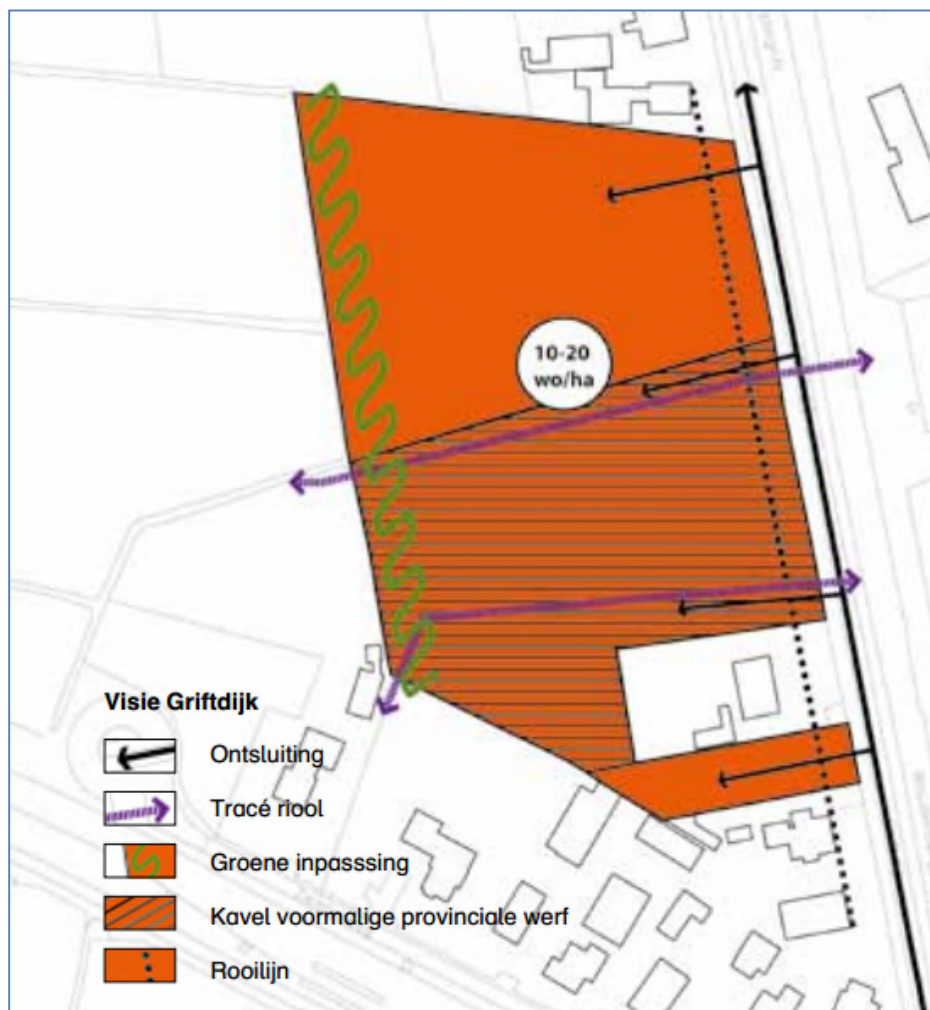 10-20
wo/ha
Visie Griftdijk
Ontsluiting
Tracé riool
Groene inpasssing
Kavel voormalige provinciale werf
Rooilijn